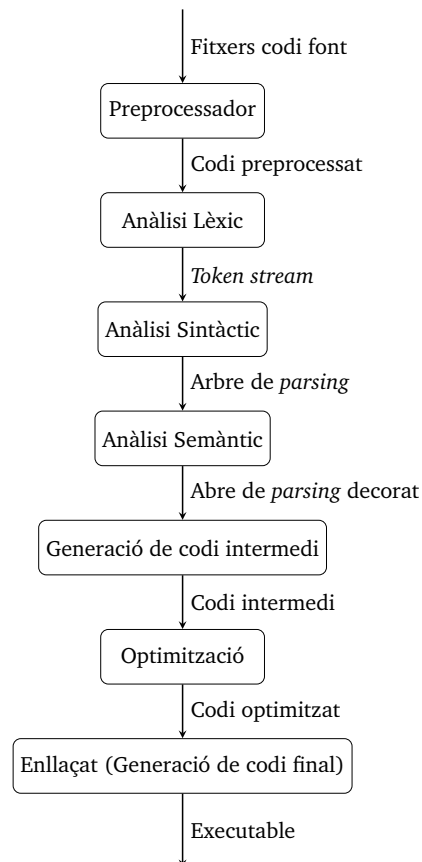 Fitxers codi font
Preprocessador
Codi preprocessat
Anàlisi Lèxic
Token stream
Anàlisi Sintàctic
Arbre de parsing
Anàlisi Semàntic
Abre de parsing decorat
Generació de codi intermedi
Codi intermedi
Optimització
Codi optimitzat
Enllaçat (Generació de codi final)
Executable